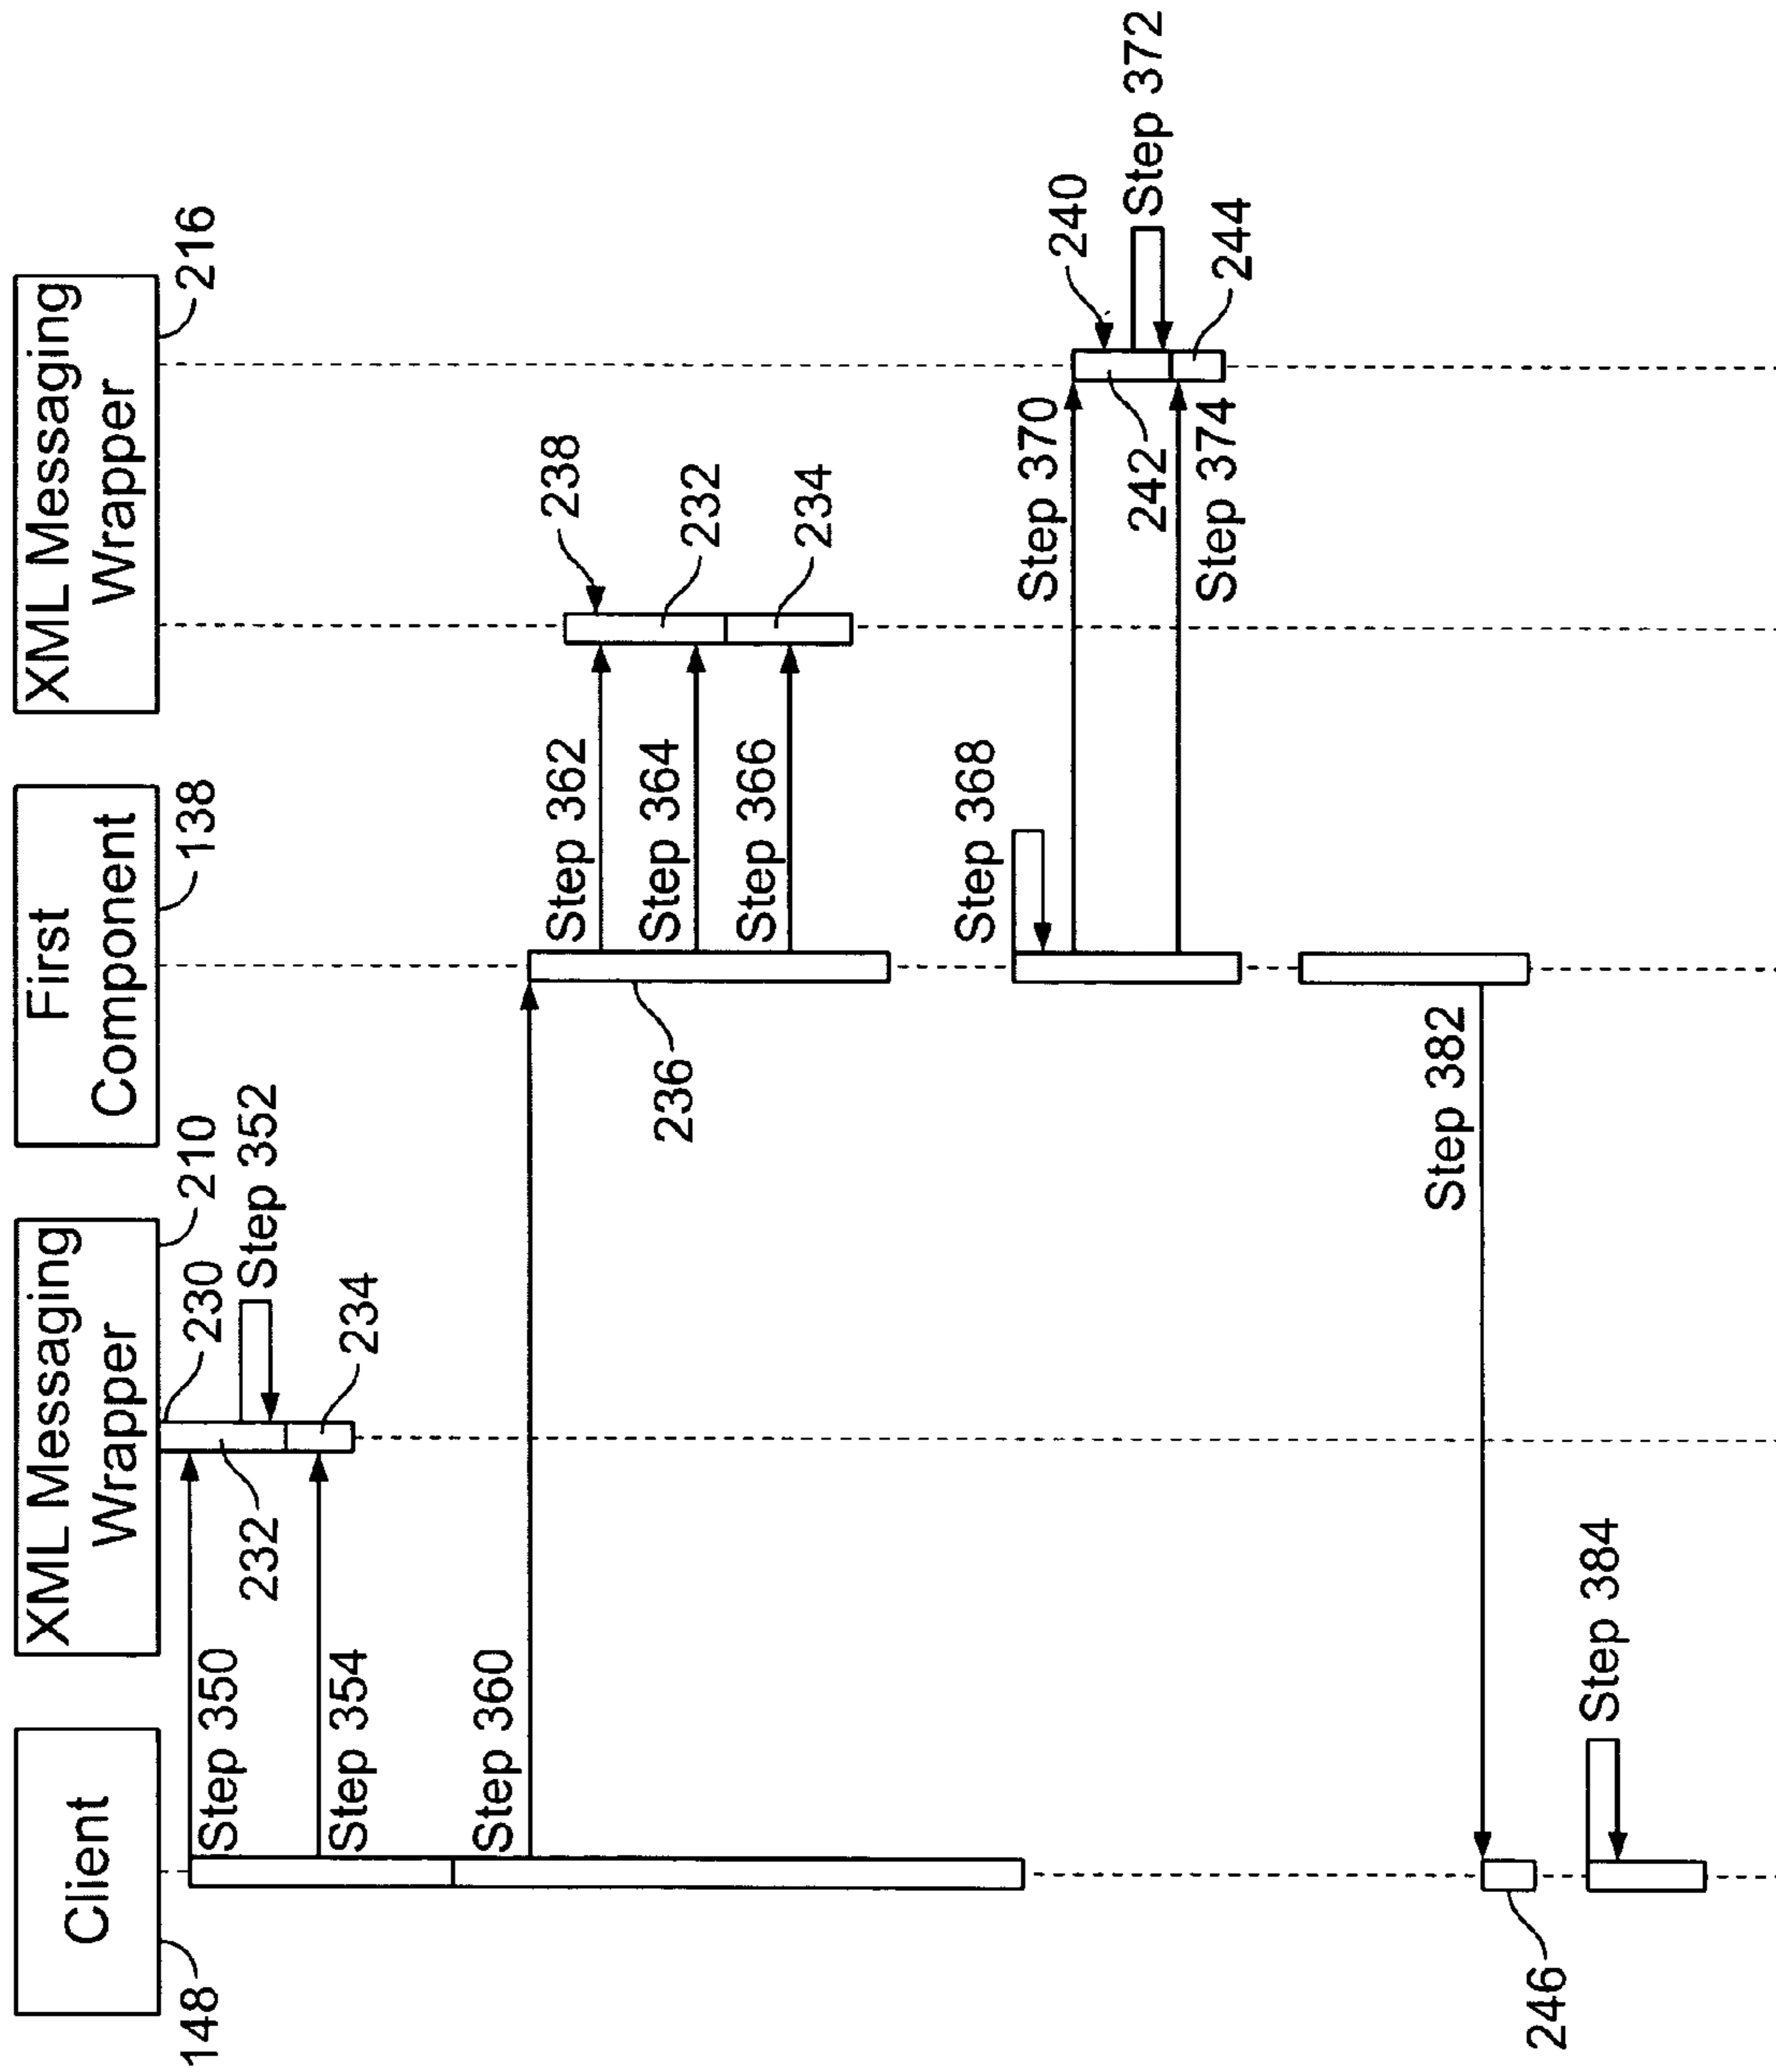 Client
148
XML Messaging
Wrapper
210
First
Component
138
XML Messaging
Wrapper
216
230
Step 350
232
Step 352
Step 354
234
Step 360
236
Step 362
238
Step 364
232
Step 366
234
Step 368
Step 370
240
242
Step 372
Step 374
244
Step 382
246
Step 384